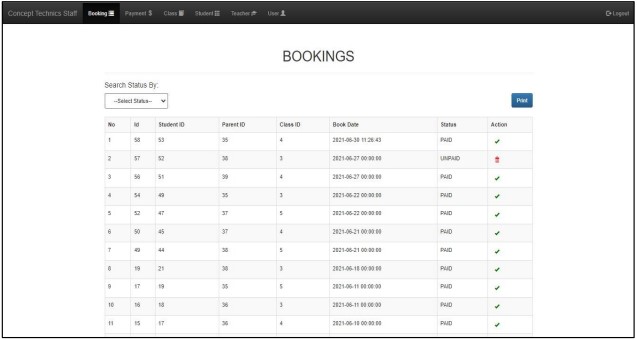 Concept Technics Staff Booking Payment $ Class Student Teacher User Logout
BOOKINGS
Search Status By:
--Select Status--
Print
No Id Student ID Parent ID Class ID Book Date Status Action
1 58 53 35 4 2021-06-30 11:26:43 PAID
2 57 52 38 3 2021-06-27 00:00:00 UNPAID
3 56 51 39 4 2021-06-27 00:00:00 PAID
4 54 49 35 3 2021-06-22 00:00:00 PAID
5 52 47 37 5 2021-06-22 00:00:00 PAID
6 50 45 37 4 2021-06-21 00:00:00 PAID
7 49 44 38 5 2021-06-21 00:00:00 PAID
8 19 21 38 3 2021-06-18 00:00:00 PAID
9 17 19 35 5 2021-06-11 00:00:00 PAID
10 16 18 36 3 2021-06-11 00:00:00 PAID
11 15 17 36 4 2021-06-10 00:00:00 PAID